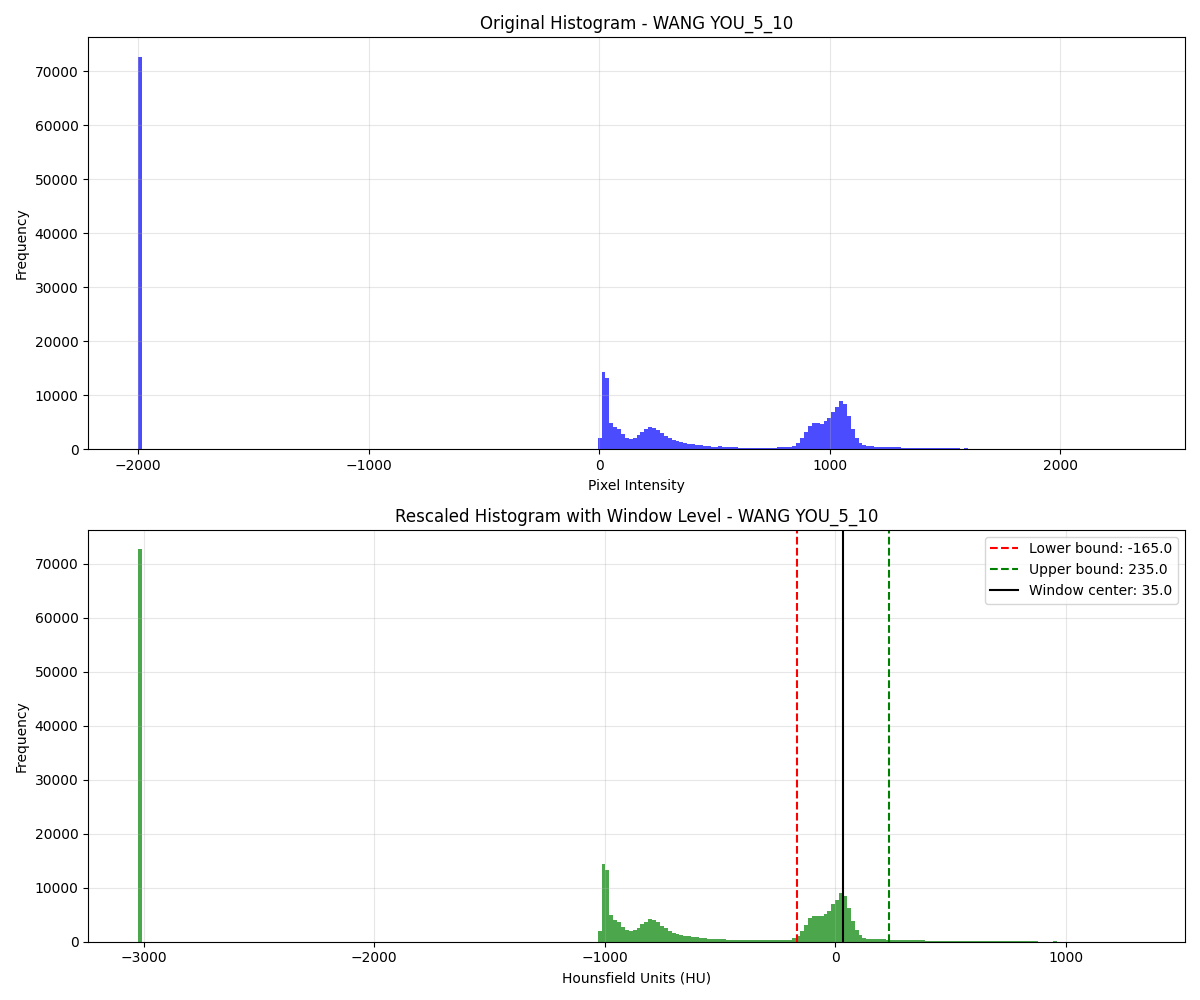 Original Histogram - WANG YOU_5_10
70000
60000
50000
40000
30000
20000
10000
0
Frequency
−2000
−1000
0
1000
2000
Pixel Intensity
Rescaled Histogram with Window Level - WANG YOU_5_10
Lower bound: -165.0
Upper bound: 235.0
Window center: 35.0
70000
60000
50000
40000
30000
20000
10000
0
Frequency
−3000
−2000
−1000
0
1000
Hounsfield Units (HU)